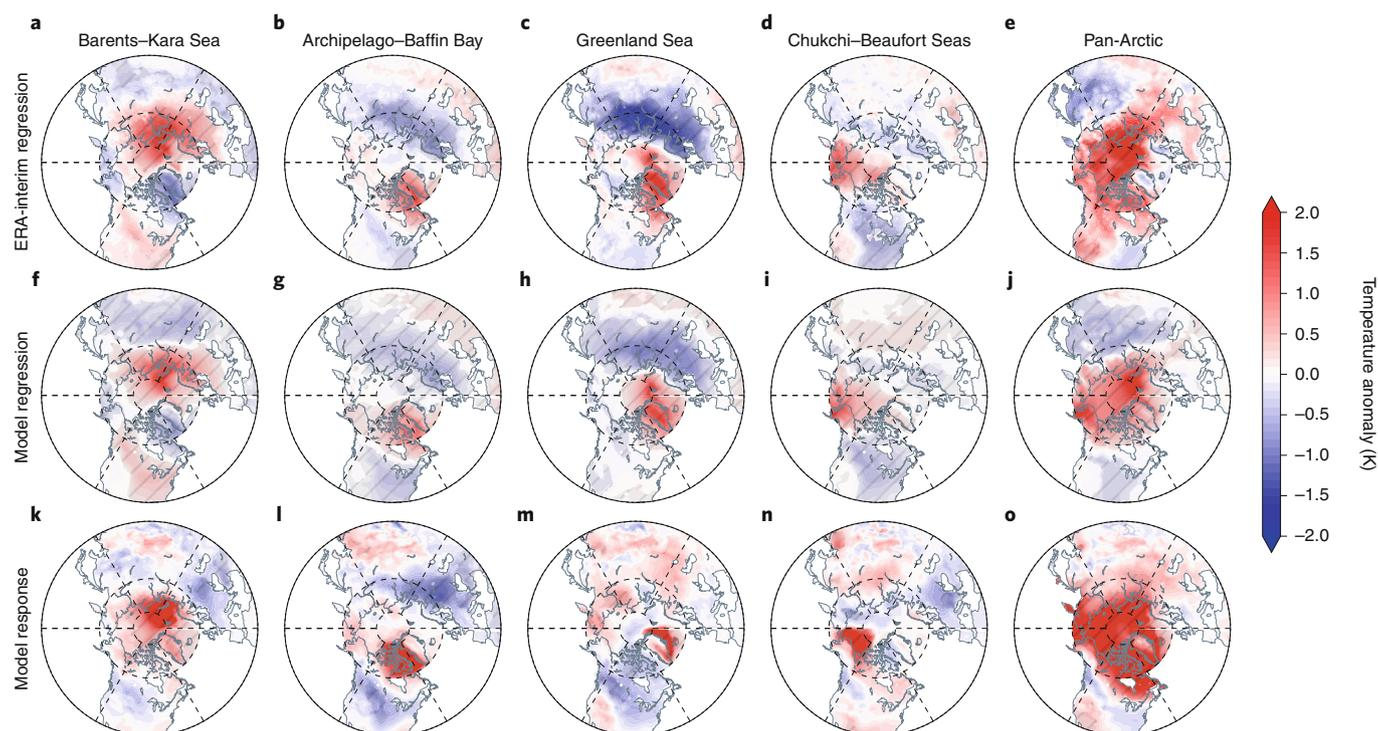 a b c d e
Barents–Kara Sea Archipelago–Baffin Bay Greenland Sea Chukchi–Beaufort Seas Pan-Arctic
ERA-interim regression
f g h i j
Model regression
k l m n o
Model response
2.0
1.5
1.0
0.5
0.0
−0.5
−1.0
−1.5
−2.0
Temperature anomaly (K)